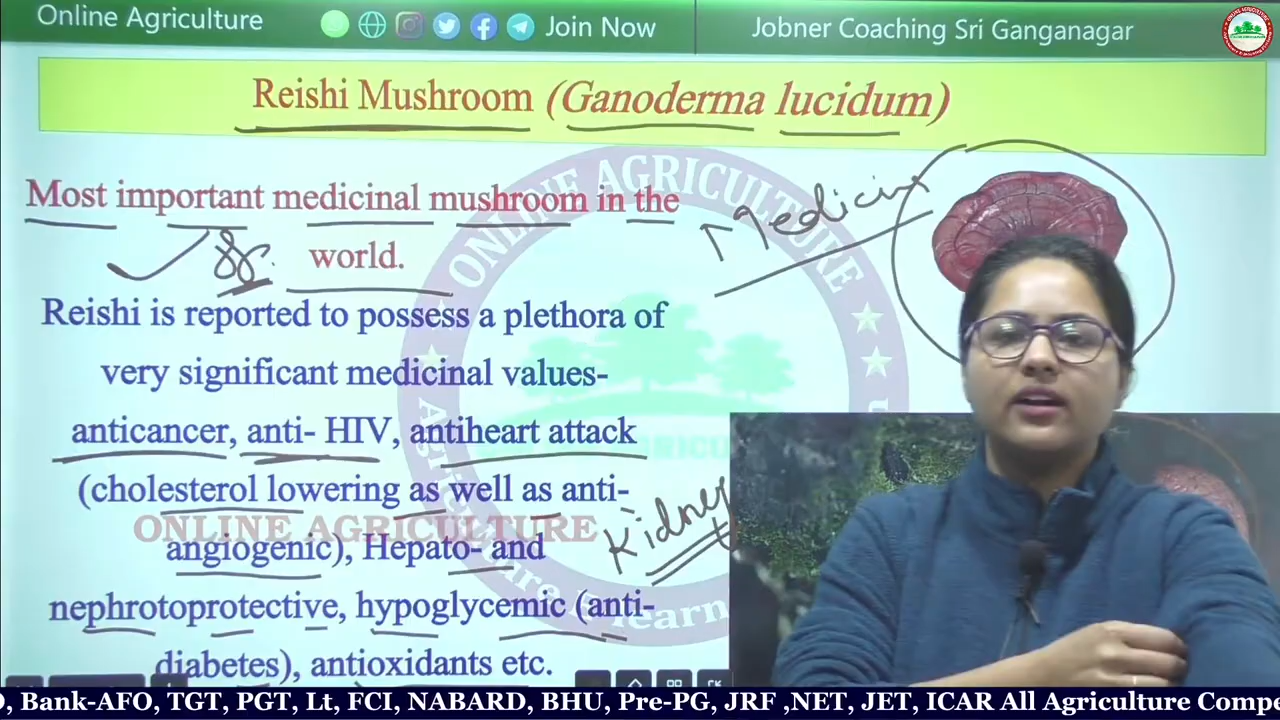 Online Agriculture
Join Now
Jobner Coaching Sri Ganganagar
Reishi Mushroom (Ganoderma lucidum)
Most important medicinal mushroom in the
world.
Medicin
Reishi is reported to possess a plethora of
very significant medicinal values-
anticancer, anti- HIV, antiheart attack
(cholesterol lowering as well as anti-
angiogenic), Hepato- and
Kidney
nephrotoprotective, hypoglycemic (anti-
diabetes), antioxidants etc.
ONLINE AGRICULTURE
ONLINE AGRICULTURE
, Bank-AFO, TGT, PGT, Lt, FCI, NABARD, BHU, Pre-PG, JRF ,NET, JET, ICAR All Agriculture Compe